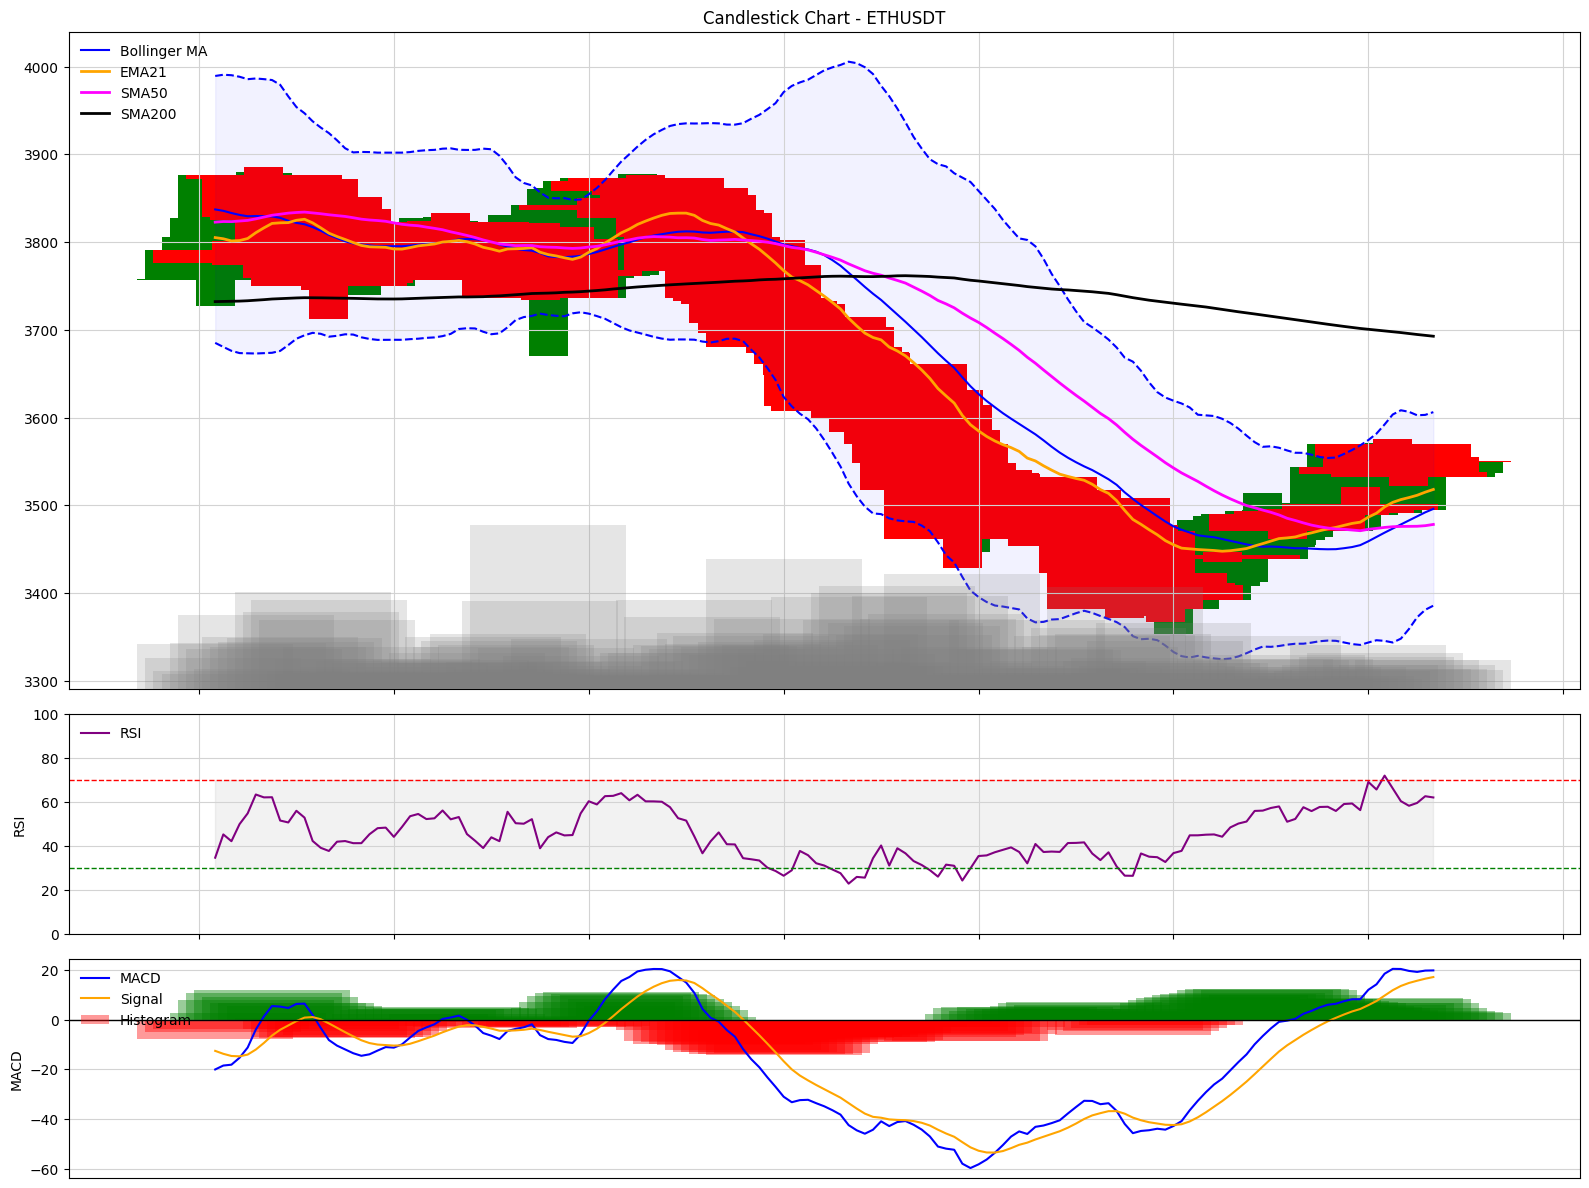 Candlestick Chart - ETHUSDT
Bollinger MA
EMA21
SMA50
SMA200
4000
3900
3800
3700
3600
3500
3400
3300
RSI
RSI
100
80
60
40
20
0
MACD
Signal
Histogram
MACD
20
0
−20
−40
−60